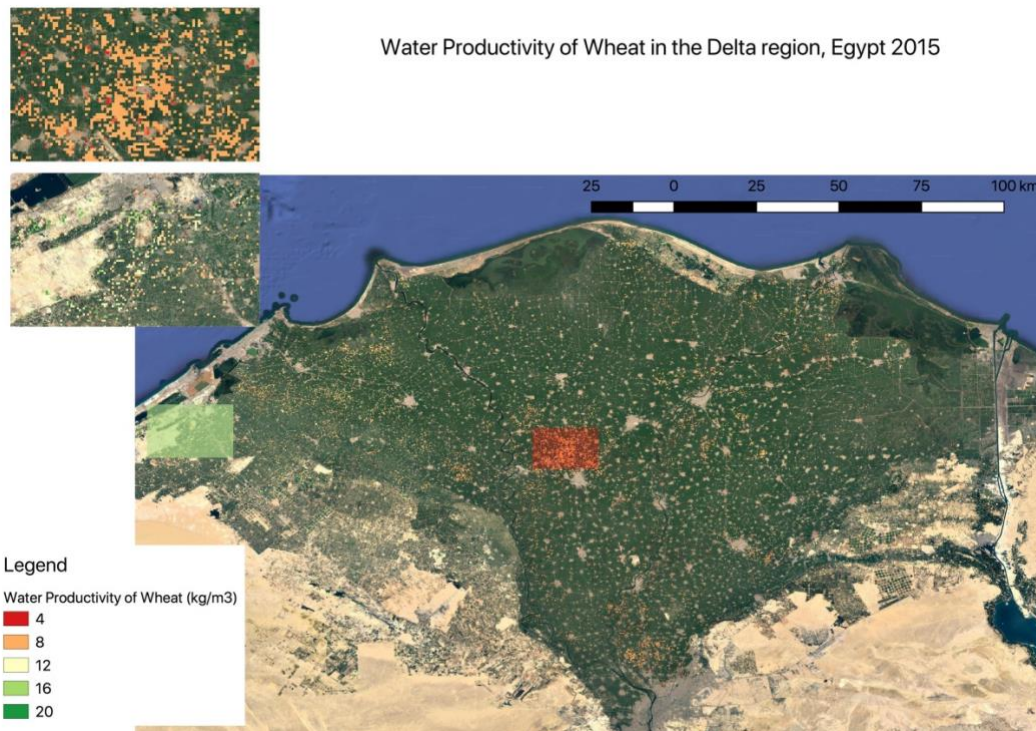 Water Productivity of Wheat in the Delta region, Egypt 2015
25 0 25 50 100 km
Legend
Water Productivity of Wheat (kg/m3)
4
8
12
16
20